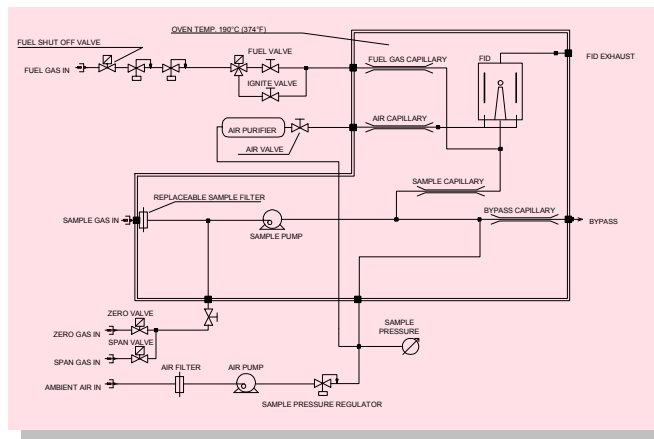 OVEN TEMP. 190°C (374°F)
FUEL SHUT OFF VALVE
FUEL VALVE
FUEL GAS CAPILLARY
FID
FID EXHAUST
FUEL GAS IN
IGNITE VALVE
AIR CAPILLARY
AIR PURIFIER
AIR VALVE
SAMPLE CAPILLARY
REPLACEABLE SAMPLE FILTER
BYPASS CAPILLARY
SAMPLE GAS IN
BYPASS
SAMPLE PUMP
ZERO VALVE
SAMPLE
PRESSURE
ZERO GAS IN
SPAN VALVE
SPAN GAS IN
AIR FILTER
AIR PUMP
AMBIENT AIR IN
SAMPLE PRESSURE REGULATOR